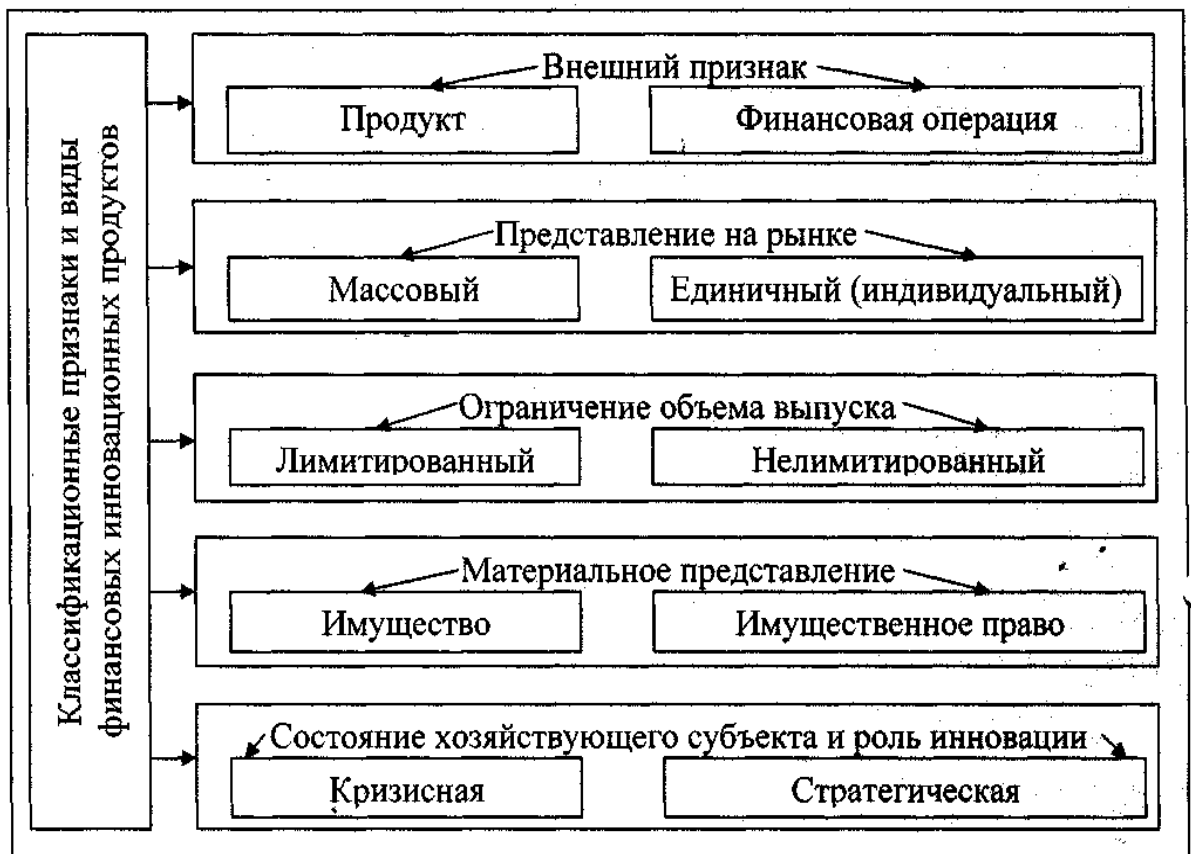 Классификационные признаки и виды
финансовых инновационных продуктов
Внешний признак
Продукт
Финансовая операция
Представление на рынке
Массовый
Единичный (индивидуальный)
Ограничение объема выпуска
Лимитированный
Нелимитированный
Материальное представление
Имущество
Имущественное право
Состояние хозяйствующего субъекта и роль инновации
Кризисная
Стратегическая